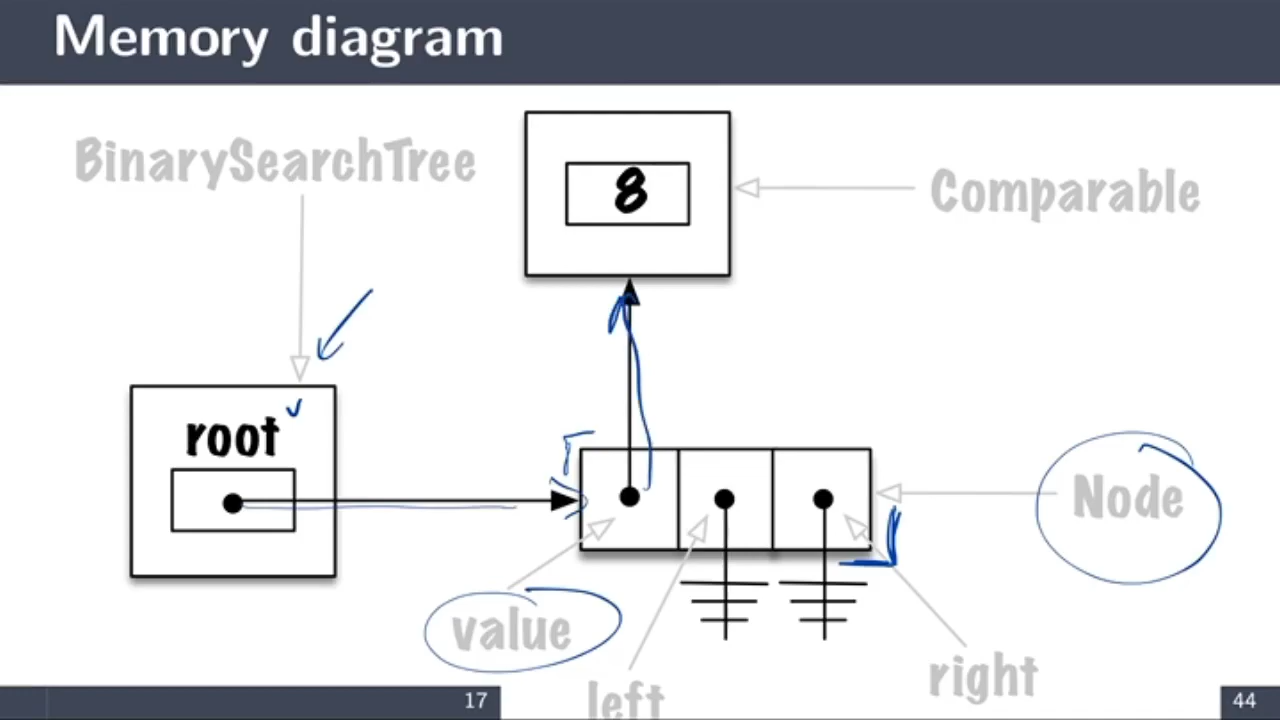 Memory diagram
BinarySearchTree
8
Comparable
root
Node
value
left
right
17
44